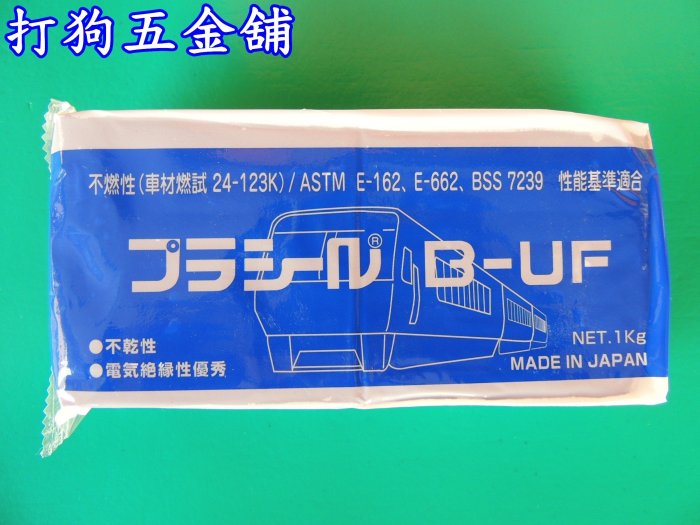 打狗五金舖
不燃性(車材燃試 24-123K)/ASTM E-162、E-662、BSS 7239 性能基準適合
プラシール® B-UF
●不乾性
●電気絶縁性優秀
NET.1Kg
MADE IN JAPAN